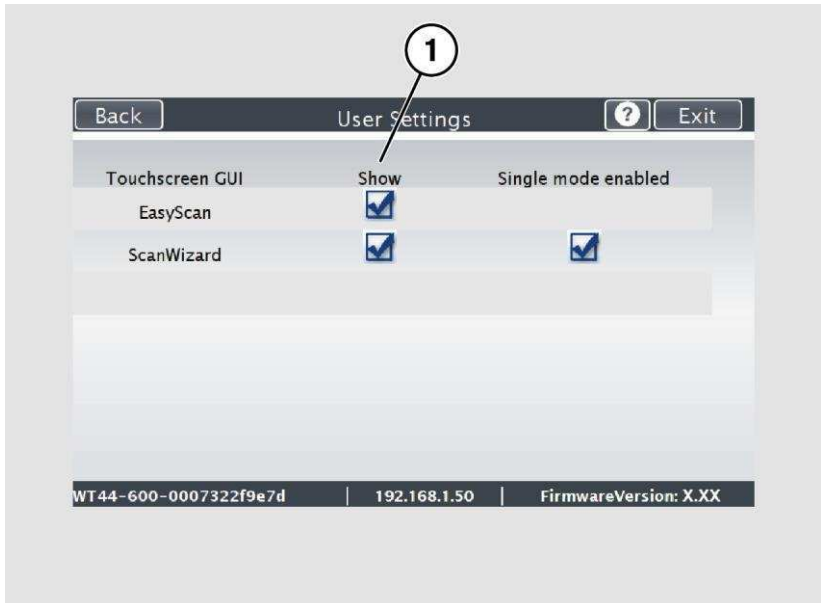 1
Back User Settings ? Exit
Touchscreen GUI Show Single mode enabled
EasyScan
ScanWizard
WT44-600-0007322f9e7d | 192.168.1.50 | FirmwareVersion: X.XX